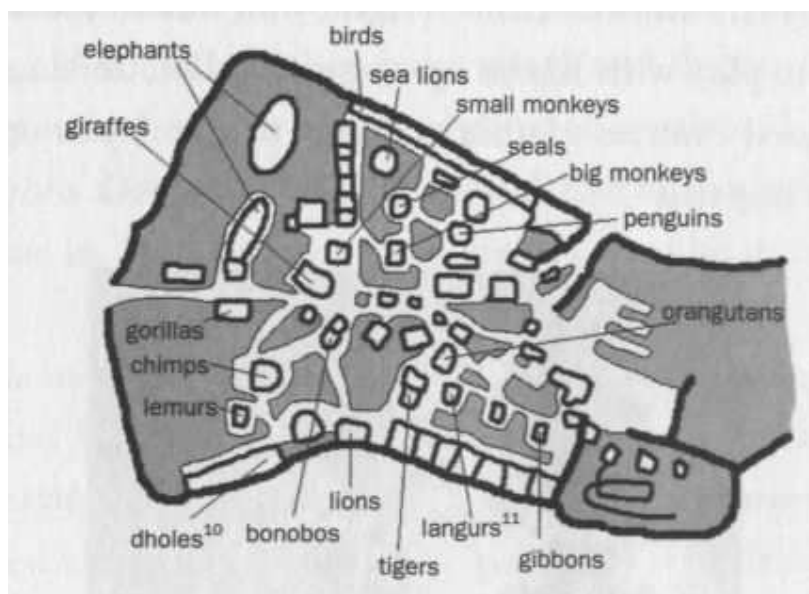 birds
elephants
sea lions
small monkeys
giraffes
seals
big monkeys
penguins
orangutans
gorillas
chimps
lemurs
lions
dholes¹⁰
bonobos
langurs¹¹
tigers
gibbons